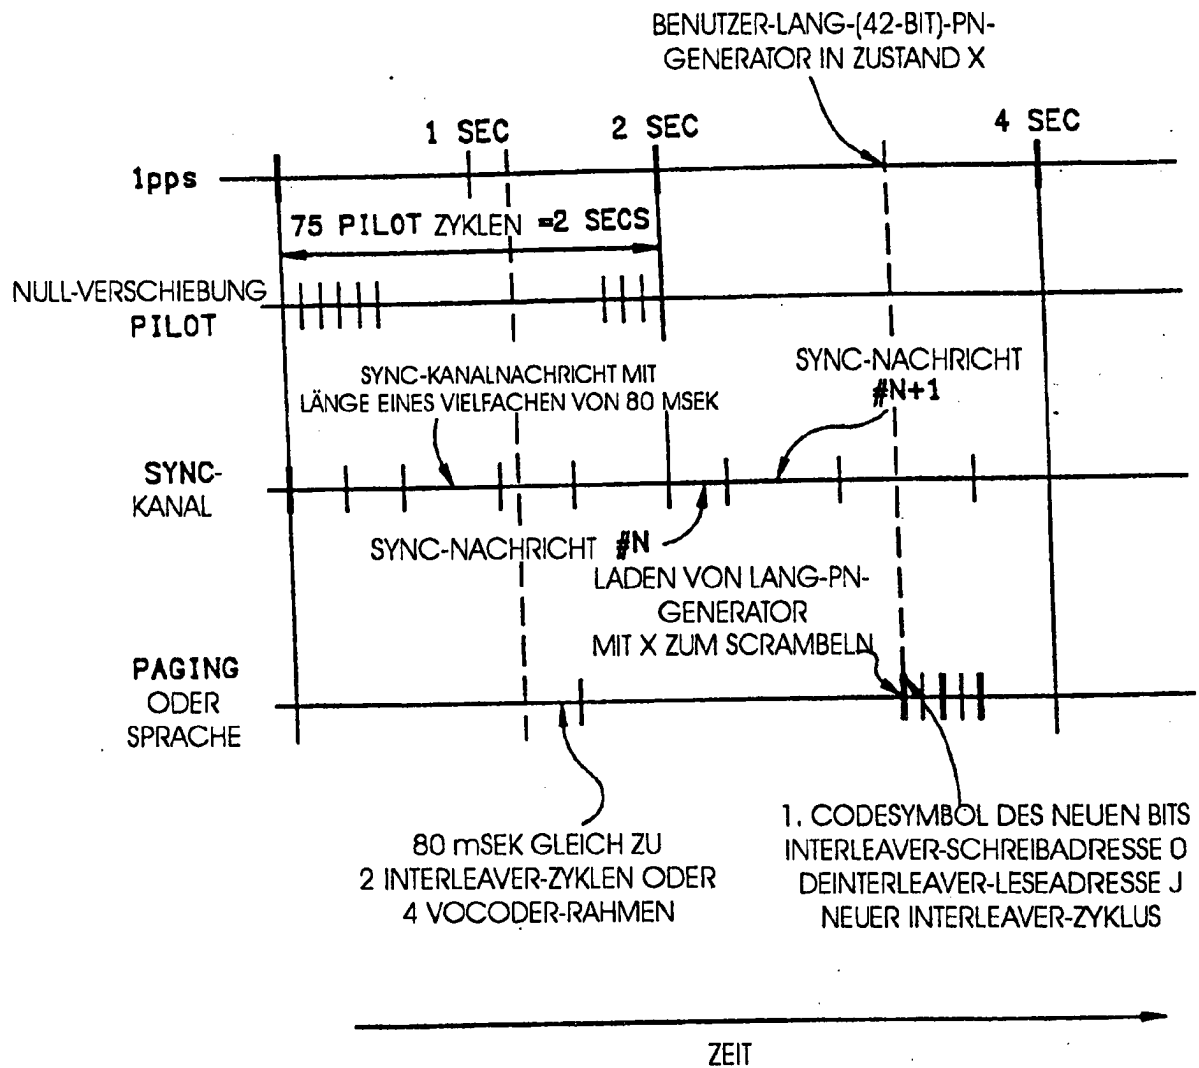 BENUTZER-LANG-(42-BIT)-PN-
GENERATOR IN ZUSTAND X
1 SEC
2 SEC
4 SEC
1pps
75 PILOT ZYKLEN =2 SECS
NULL-VERSCHIEBUNG
PILOT
SYNC-KANALNACHRICHT MIT
LÄNGE EINES VIELFACHEN VON 80 MSEK
SYNC-NACHRICHT
#N+1
SYNC-
KANAL
SYNC-NACHRICHT #N
LADEN VON LANG-PN-
GENERATOR
MIT X ZUM SCRAMBELN
PAGING
ODER
SPRACHE
80 mSEK GLEICH ZU
2 INTERLEAVER-ZYKLEN ODER
4 VOCODER-RAHMEN
1. CODESYMBOL DES NEUEN BITS
INTERLEAVER-SCHREIBADRESSE 0
DEINTERLEAVER-LESEADRESSE J
NEUER INTERLEAVER-ZYKLUS
ZEIT